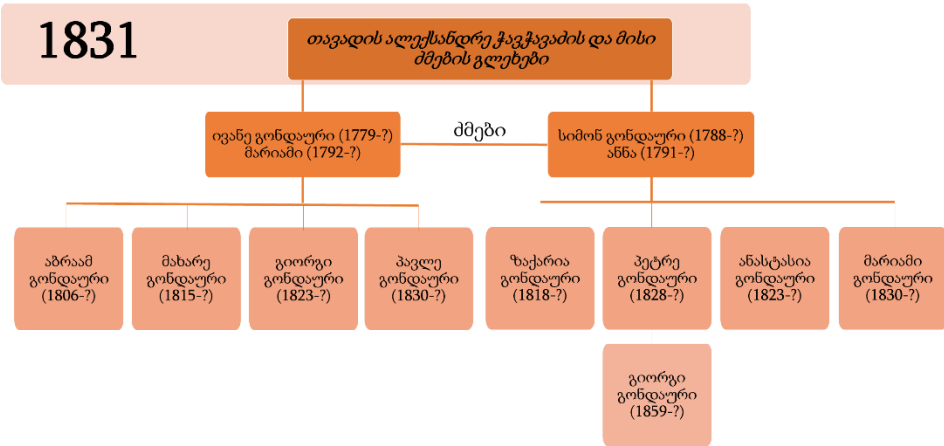 1831
თავადის ალექსანდრე ჭავჭავაძის და მისი
ძმების გლეხები
ივანე გონდაური (1779-?)
მარიამი (1792-?)
ძმები
სიმონ გონდაური (1788-?)
ანნა (1791-?)
აბრაამ
გონდაური
(1806-?)
მახარე
გონდაური
(1815-?)
გიორგი
გონდაური
(1823-?)
პავლე
გონდაური
(1830-?)
ზაქარია
გონდაური
(1818-?)
პეტრე
გონდაური
(1828-?)
ანასტასია
გონდაური
(1823-?)
მარიამი
გონდაური
(1830-?)
გიორგი
გონდაური
(1859-?)